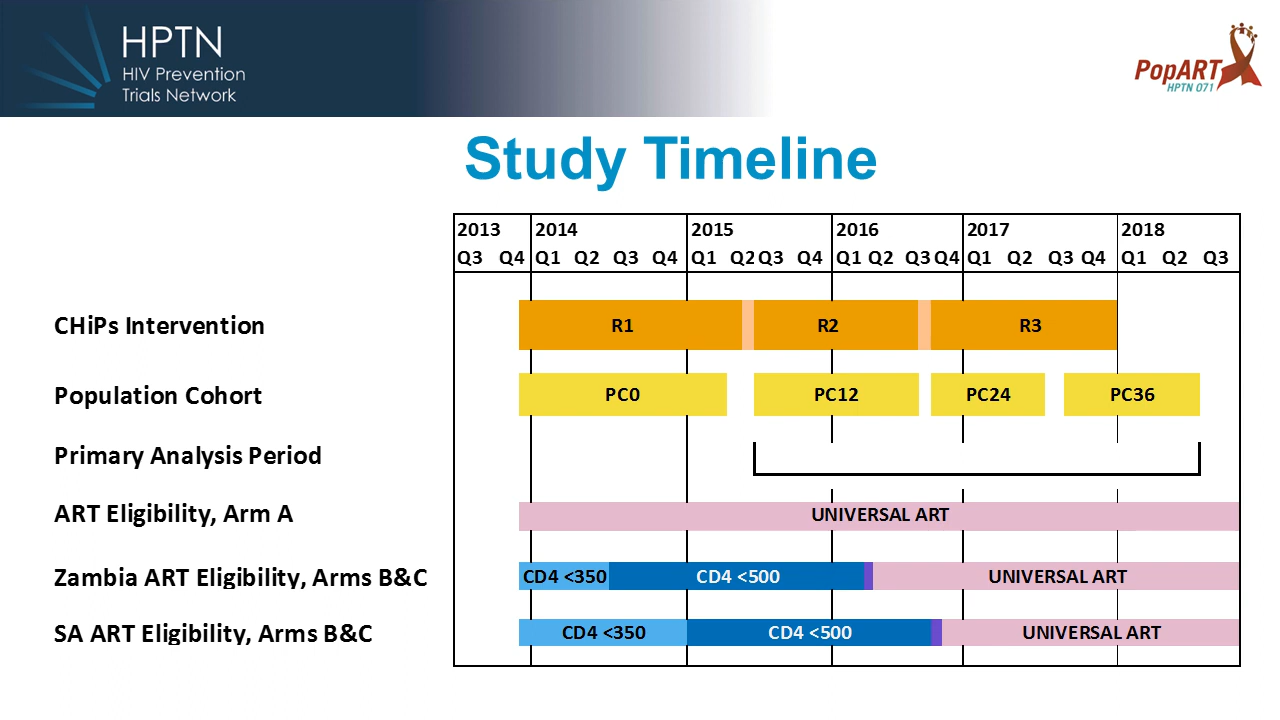 HPTN
HIV Prevention
Trials Network
PopART
HPTN 071
Study Timeline
2013 2014 2015 2016 2017 2018
Q3 Q4 Q1 Q2 Q3 Q4 Q1 Q2 Q3 Q4 Q1 Q2 Q3 Q4 Q1 Q2 Q3 Q4 Q1 Q2 Q3
CHiPs Intervention R1 R2 R3
Population Cohort PC0 PC12 PC24 PC36
Primary Analysis Period
ART Eligibility, Arm A UNIVERSAL ART
Zambia ART Eligibility, Arms B&C CD4 <350 CD4 <500 UNIVERSAL ART
SA ART Eligibility, Arms B&C CD4 <350 CD4 <500 UNIVERSAL ART